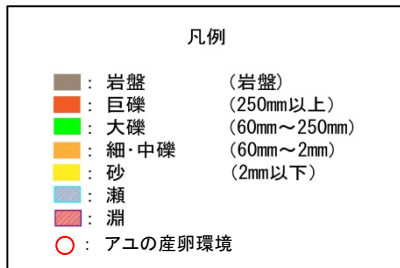 凡例
： 岩盤 (岩盤)
： 巨礫 (250mm以上)
： 大礫 (60mm～250mm)
： 細・中礫 (60mm～2mm)
： 砂 (2mm以下)
： 瀬
： 淵
： アユの産卵環境